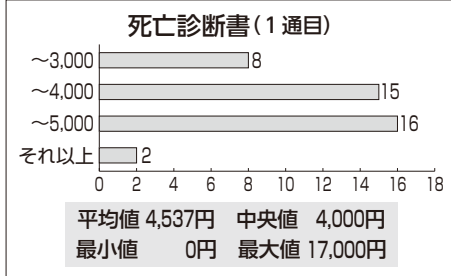 死亡診断書(1通目)
～3,000 8
～4,000 15
～5,000 16
それ以上 2
0 2 4 6 8 10 12 14 16 18
平均値 4,537円 中央値 4,000円
最小値 0円 最大値 17,000円